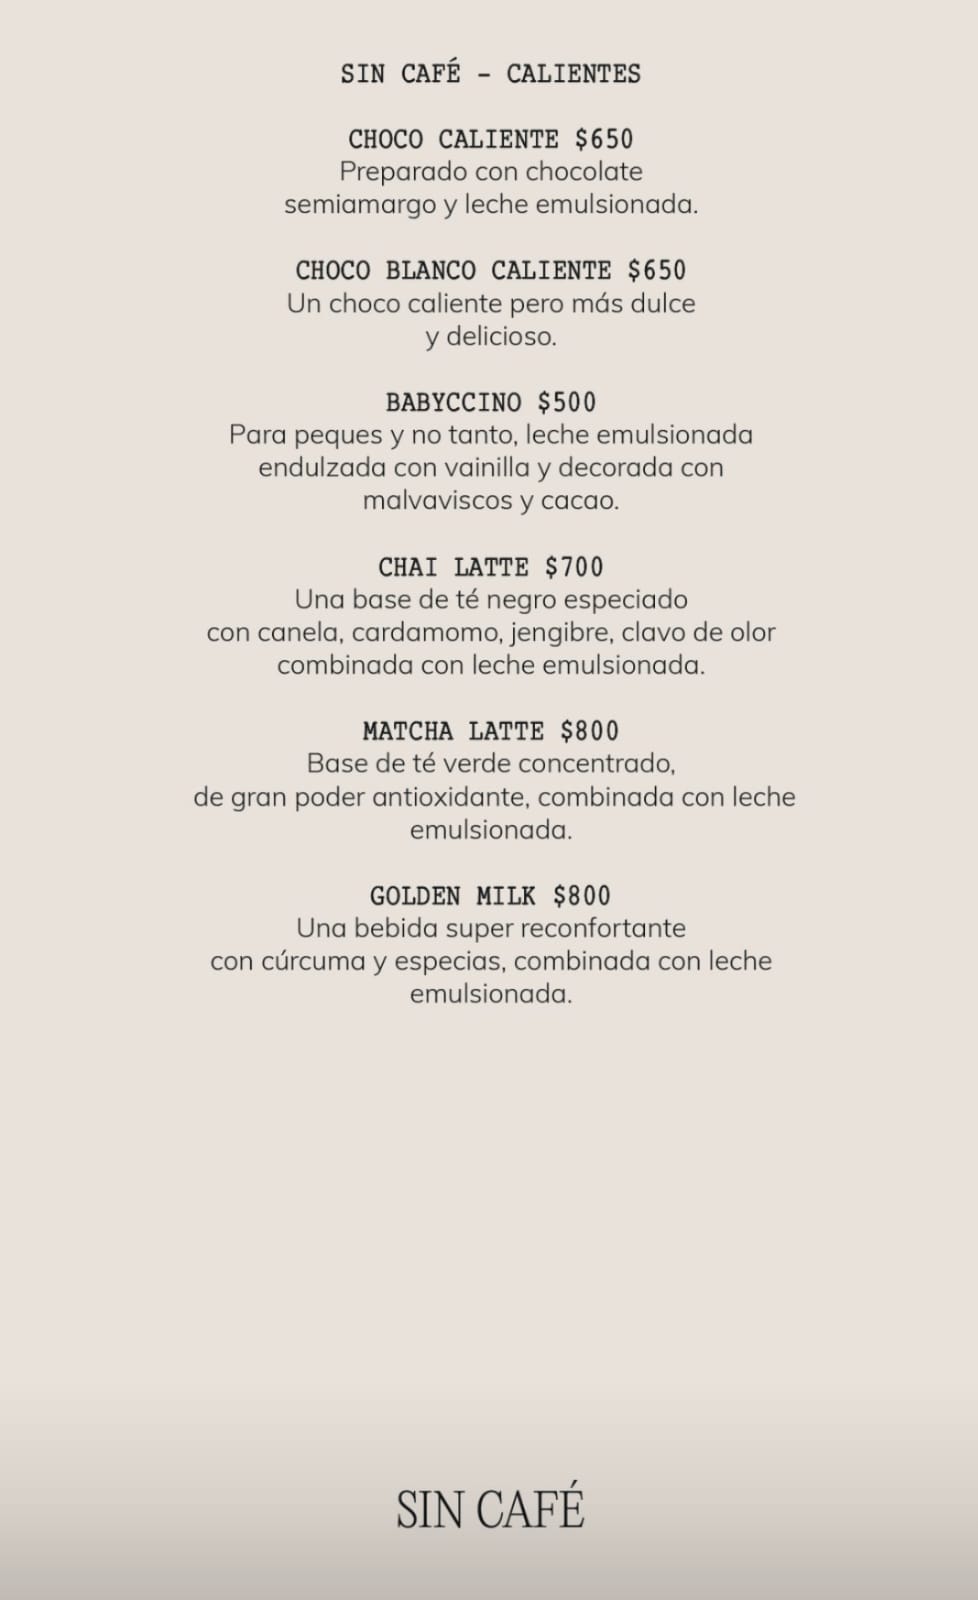 SIN CAFÉ – CALIENTES
CHOCO CALIENTE $650
Preparado con chocolate
semiamargo y leche emulsionada.
CHOCO BLANCO CALIENTE $650
Un choco caliente pero más dulce
y delicioso.
BABYCCINO $500
Para peques y no tanto, leche emulsionada
endulzada con vainilla y decorada con
malvaviscos y cacao.
CHAI LATTE $700
Una base de té negro especiado
con canela, cardamomo, jengibre, clavo de olor
combinada con leche emulsionada.
MATCHA LATTE $800
Base de té verde concentrado,
de gran poder antioxidante, combinada con leche
emulsionada.
GOLDEN MILK $800
Una bebida super reconfortante
con cúrcuma y especias, combinada con leche
emulsionada.
SIN CAFÉ